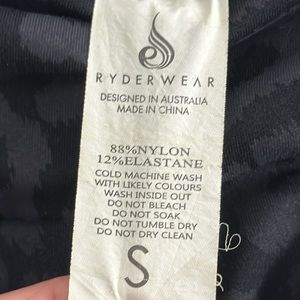 RYDERWEAR
DESIGNED IN AUSTRALIA
MADE IN CHINA
88%NYLON
12%ELASTANE
COLD MACHINE WASH
WITH LIKELY COLOURS
WASH INSIDE OUT
DO NOT BLEACH
DO NOT SOAK
DO NOT TUMBLE DRY
DO NOT DRY CLEAN
S